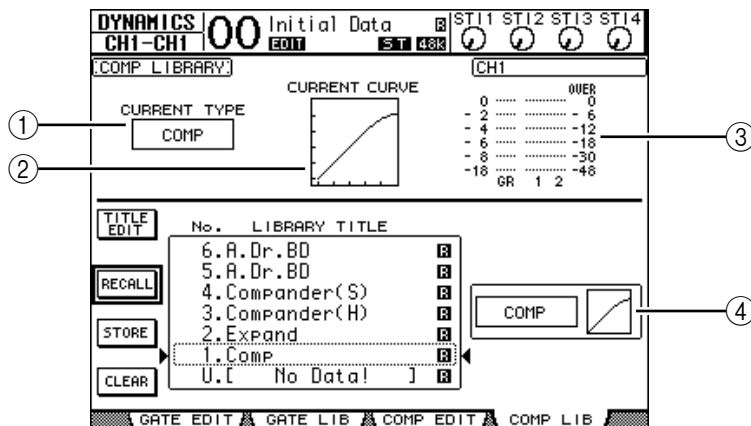 DYNAMICS
CH1-CH1
00
Initial Data
R
EDIT
ST
48K
STI1 STI2 STI3 STI4
COMP LIBRARY
CH1
CURRENT TYPE
COMP
CURRENT CURVE
OVER
0 0
- 2 - 6
- 4 -12
- 6 -18
- 8 -30
-18 -48
GR 1 2
1
2
3
4
TITLE
EDIT
RECALL
STORE
CLEAR
No. LIBRARY TITLE
6.A.Dr.BD R
5.A.Dr.BD R
4.Compander(S) R
3.Compander(H) R
2.Expand R
1.Comp R
U.[ No Data! ] R
COMP
GATE EDIT GATE LIB COMP EDIT COMP LIB